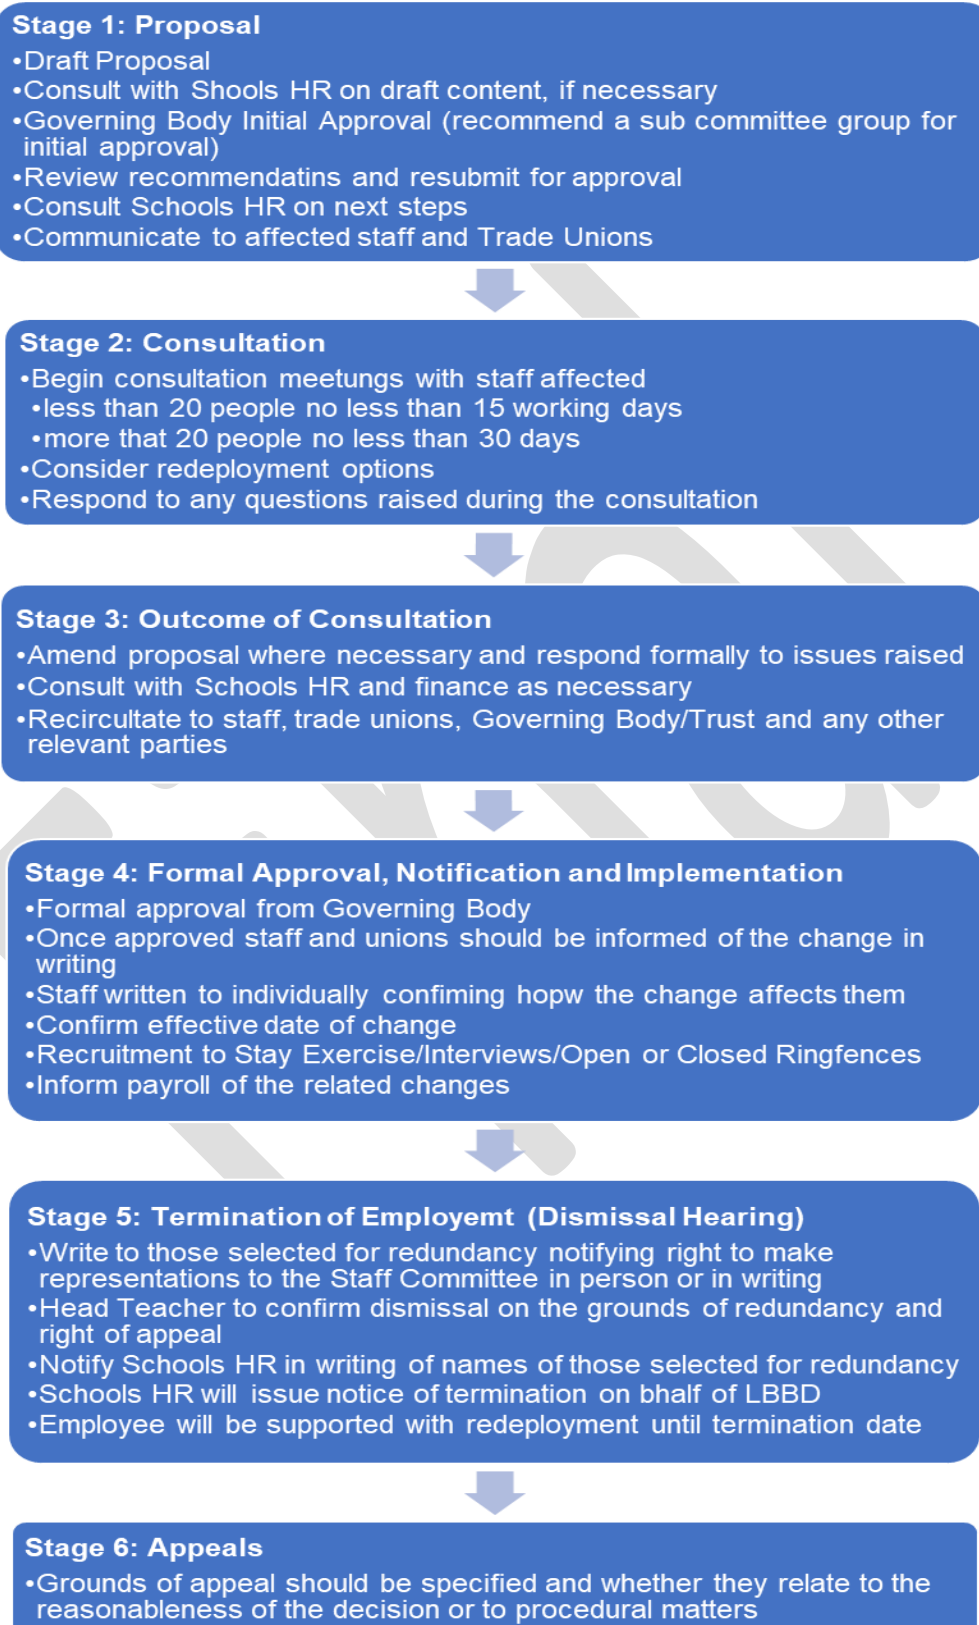 Stage 1: Proposal
•Draft Proposal
•Consult with Shools HR on draft content, if necessary
•Governing Body Initial Approval (recommend a sub committee group for
initial approval)
•Review recommendatins and resubmit for approval
•Consult Schools HR on next steps
•Communicate to affected staff and Trade Unions
Stage 2: Consultation
•Begin consultation meetungs with staff affected
•less than 20 people no less than 15 working days
•more that 20 people no less than 30 days
•Consider redeployment options
•Respond to any questions raised during the consultation
Stage 3: Outcome of Consultation
•Amend proposal where necessary and respond formally to issues raised
•Consult with Schools HR and finance as necessary
•Recircultate to staff, trade unions, Governing Body/Trust and any other
relevant parties
Stage 4: Formal Approval, Notification and Implementation
•Formal approval from Governing Body
•Once approved staff and unions should be informed of the change in
writing
•Staff written to individually confiming hopw the change affects them
•Confirm effective date of change
•Recruitment to Stay Exercise/Interviews/Open or Closed Ringfences
•Inform payroll of the related changes
Stage 5: Termination of Employemt (Dismissal Hearing)
•Write to those selected for redundancy notifying right to make
representations to the Staff Committee in person or in writing
•Head Teacher to confirm dismissal on the grounds of redundancy and
right of appeal
•Notify Schools HR in writing of names of those selected for redundancy
•Schools HR will issue notice of termination on bhalf of LBBD
•Employee will be supported with redeployment until termination date
Stage 6: Appeals
•Grounds of appeal should be specified and whether they relate to the
reasonableness of the decision or to procedural matters